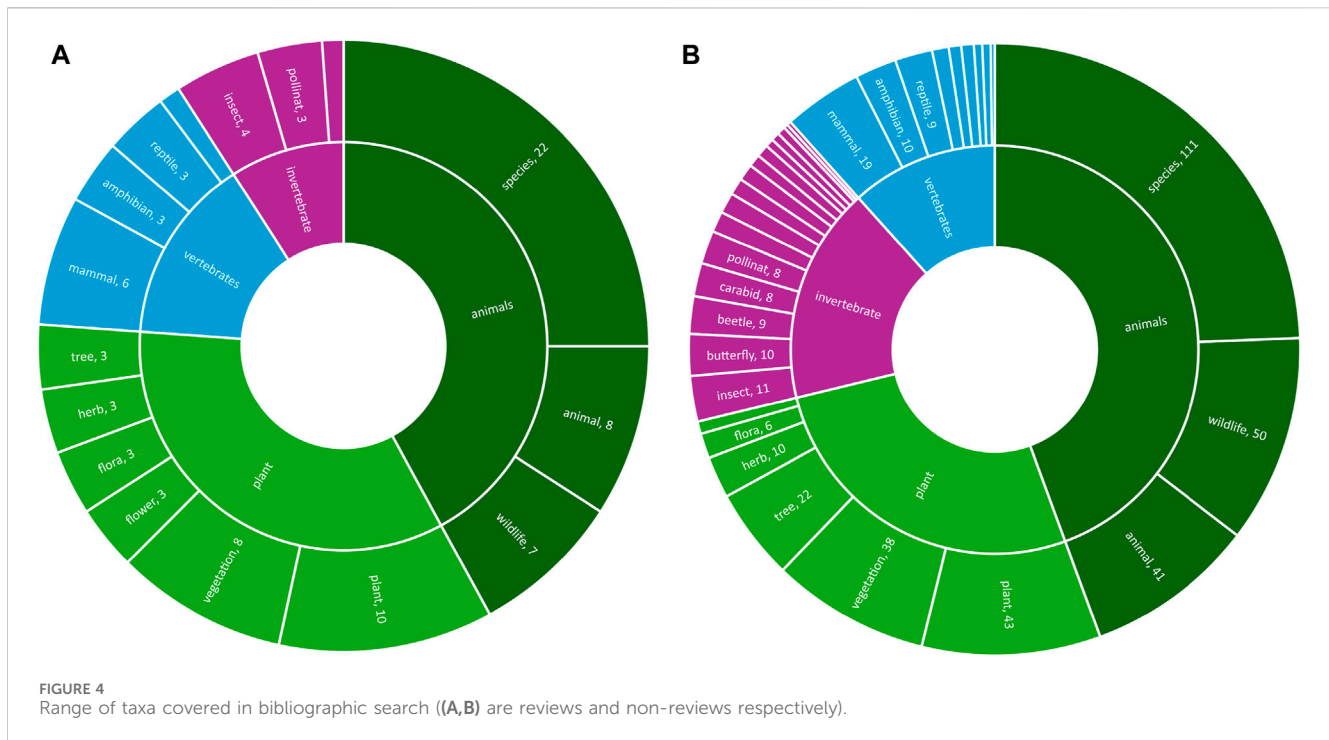 A
species, 22
animal, 8
wildlife, 7
animals
plant, 10
vegetation, 8
flower, 3
flora, 3
herb, 3
tree, 3
plant
mammal, 6
amphibian, 3
reptile, 3
vertebrates
insect, 4
pollinat, 3
invertebrate
B
species, 111
wildlife, 50
animal, 41
animals
plant, 43
vegetation, 38
tree, 22
herb, 10
flora, 6
plant
insect, 11
butterfly, 10
beetle, 9
carabid, 8
pollinat, 8
invertebrate
mammal, 19
amphibian, 10
reptile, 9
vertebrates
FIGURE 4
Range of taxa covered in bibliographic search ((A,B) are reviews and non-reviews respectively).